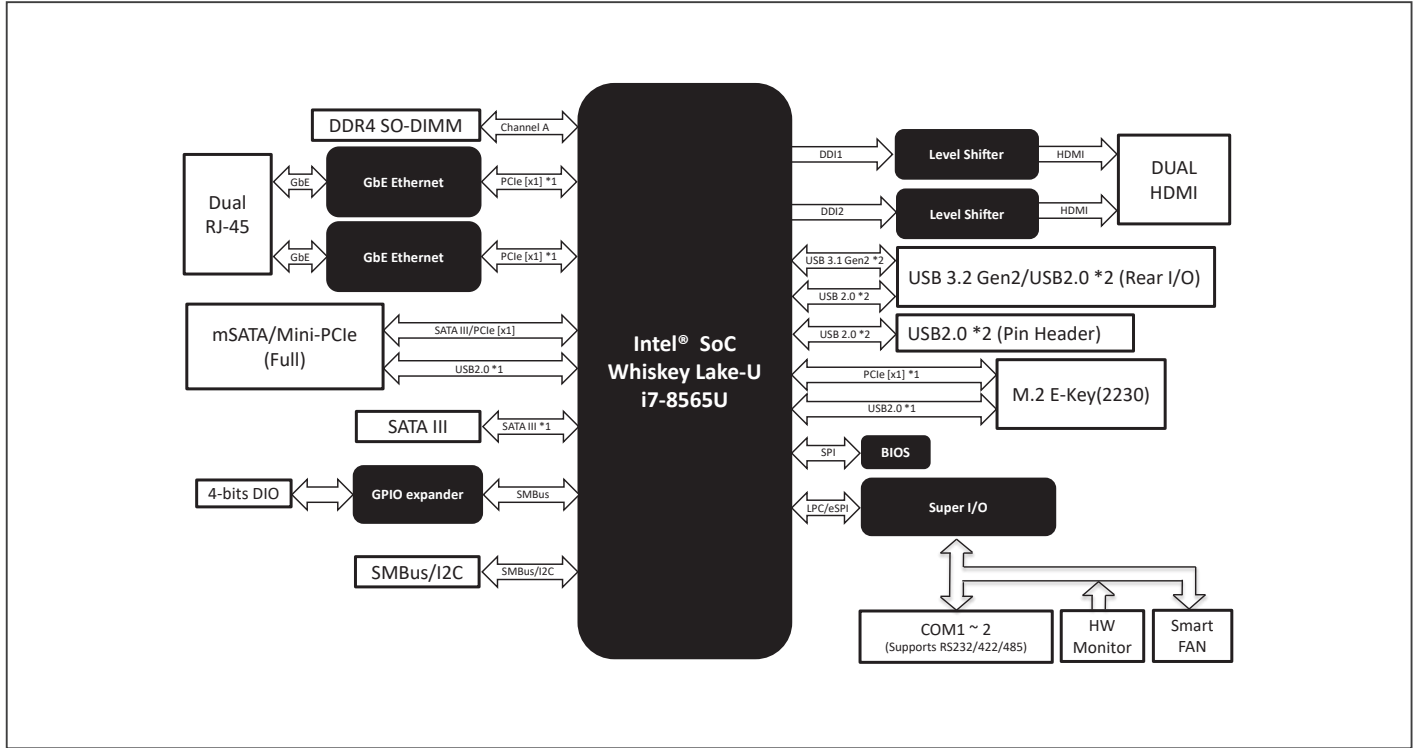 DDR4 SO-DIMM
Channel A
Dual
RJ-45
GbE
GbE Ethernet
PCIe [x1] *1
GbE
GbE Ethernet
PCIe [x1] *1
mSATA/Mini-PCIe
(Full)
SATA III/PCIe [x1]
USB2.0 *1
SATA III
SATA III *1
4-bits DIO
GPIO expander
SMBus
SMBus/I2C
SMBus/I2C
Intel® SoC
Whiskey Lake-U
i7-8565U
DDI1
Level Shifter
HDMI
DUAL
HDMI
DDI2
Level Shifter
HDMI
USB 3.1 Gen2 *2
USB 2.0 *2
USB 3.2 Gen2/USB2.0 *2 (Rear I/O)
USB 2.0 *2
USB2.0 *2 (Pin Header)
PCIe [x1] *1
USB2.0 *1
M.2 E-Key(2230)
SPI
BIOS
LPC/eSPI
Super I/O
COM1 ~ 2
(Supports RS232/422/485)
HW
Monitor
Smart
FAN